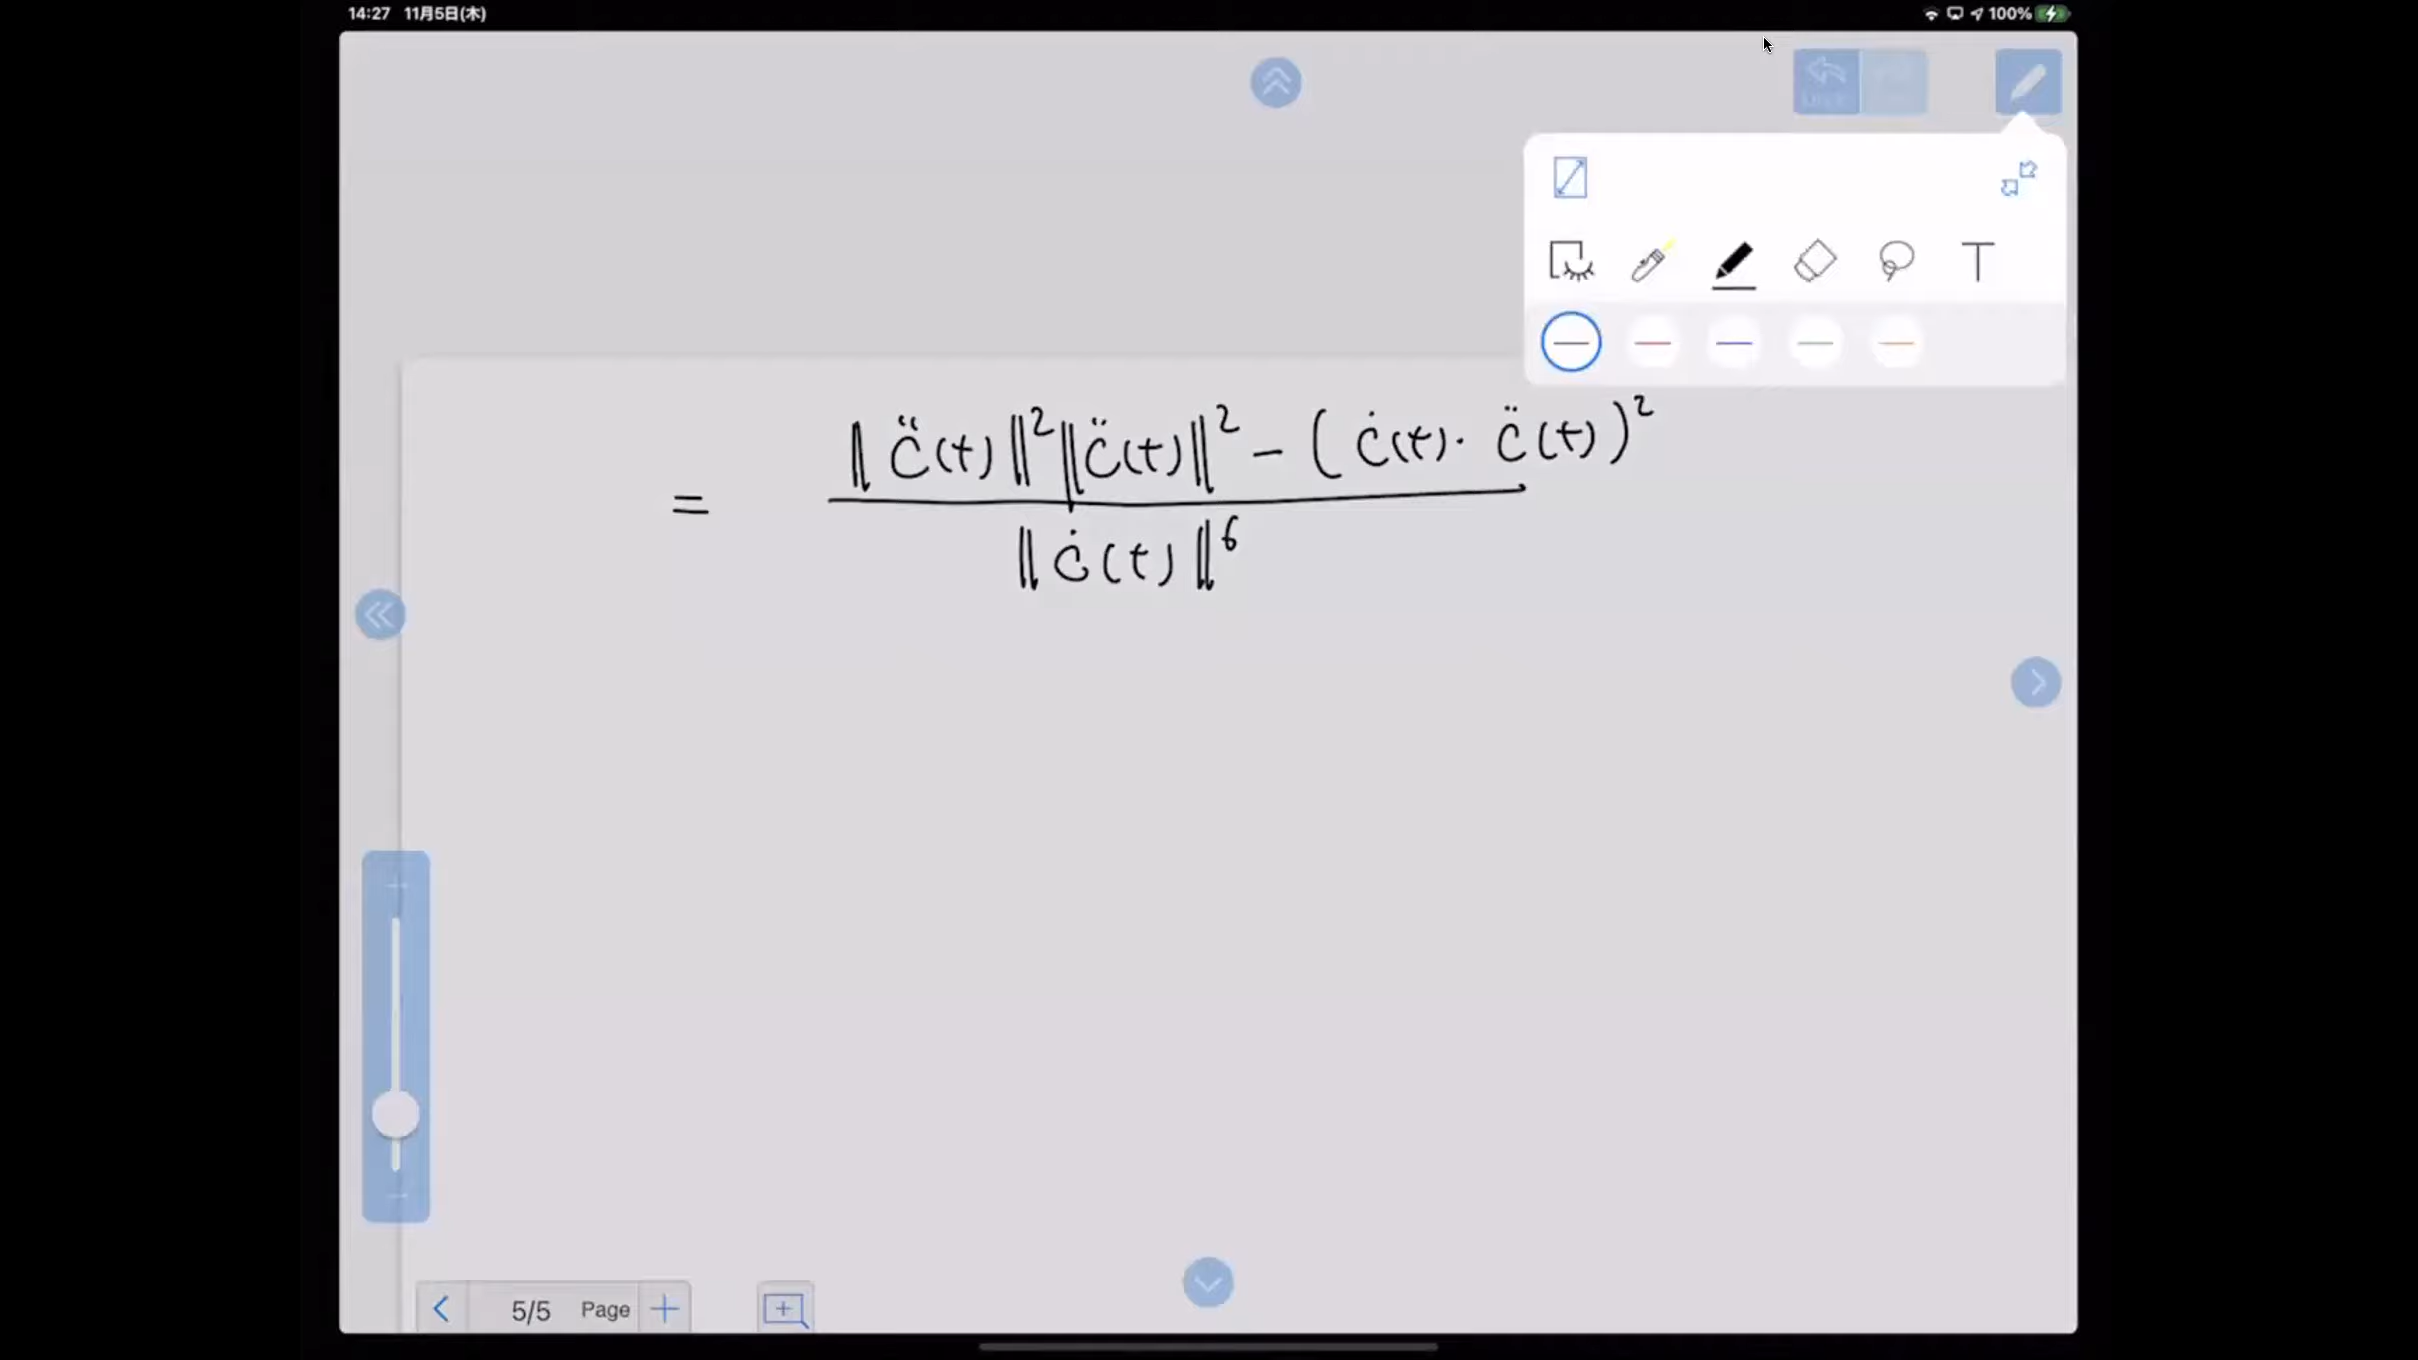 14:27 11月5日(木) 100%
= ‖ c̈(t) ‖² ‖ c̈(t) ‖² − ( ċ(t) · c̈(t) )²
‖ ċ(t) ‖⁶
T
5/5 Page